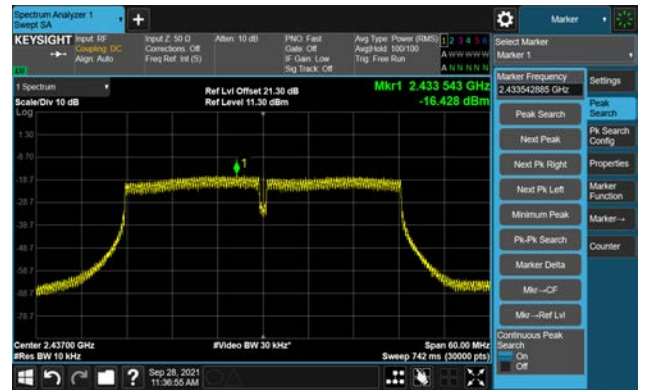 Spectrum Analyzer 1
Swept SA
+
Marker
KEYSIGHT
Input: RF
Coupling: DC
Align: Auto
Input Z: 50 Ω
Corrections: Off
Freq Ref: Int (S)
Atten: 10 dB
PNO: Fast
Gate: Off
IF Gain: Low
Sig Track: Off
Avg Type: Power (RMS)
Avg|Hold: 100/100
Trig: Free Run
1 2 3 4 5 6
A W W W W W
A N N N N N
Select Marker
Marker 1
1 Spectrum
Scale/Div 10 dB
Log
Ref Lvl Offset 21.30 dB
Ref Level 11.30 dBm
Mkr1 2.433 543 GHz
-16.428 dBm
1
1.30
-8.70
-18.7
-28.7
-38.7
-48.7
-58.7
-68.7
-78.7
Center 2.43700 GHz
#Res BW 10 kHz
#Video BW 30 kHz*
Span 60.00 MHz
Sweep 742 ms (30000 pts)
Marker Frequency
2.433542885 GHz
Peak Search
Next Peak
Next Pk Right
Next Pk Left
Minimum Peak
Pk-Pk Search
Marker Delta
Mkr→CF
Mkr→Ref Lvl
Continuous Peak
Search
On
Off
Settings
Peak
Search
Pk Search
Config
Properties
Marker
Function
Marker→
Counter
?
Sep 28, 2021
11:36:55 AM